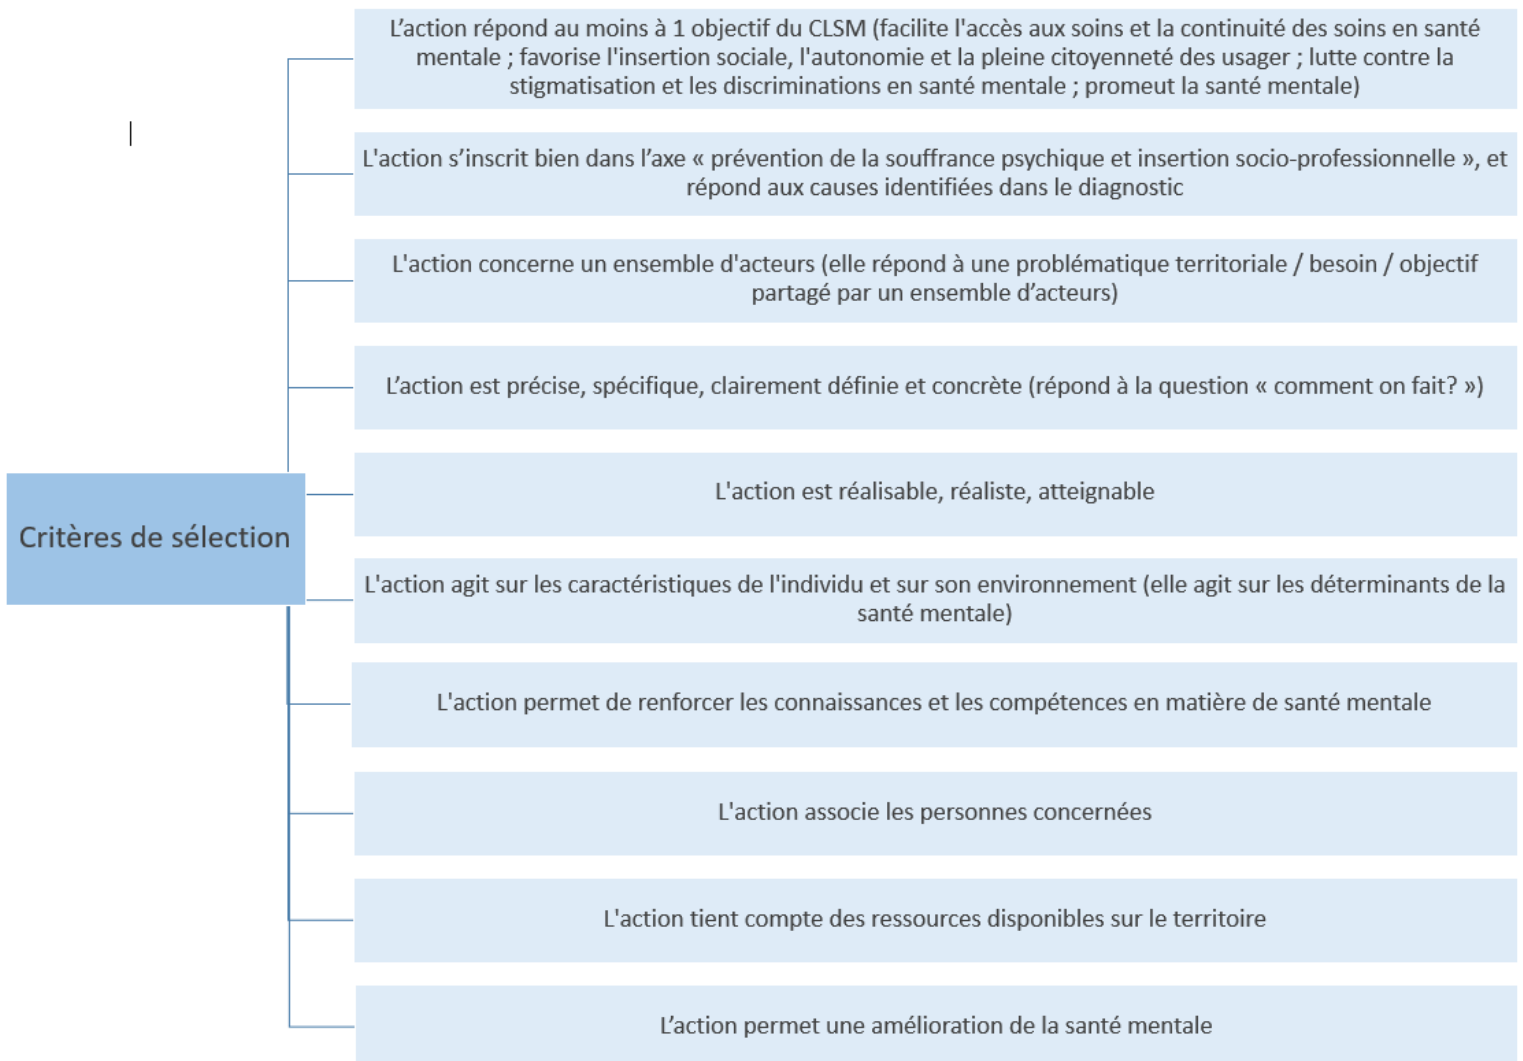 L’action répond au moins à 1 objectif du CLSM (facilite l'accès aux soins et la continuité des soins en santé
mentale ; favorise l'insertion sociale, l'autonomie et la pleine citoyenneté des usager ; lutte contre la
stigmatisation et les discriminations en santé mentale ; promeut la santé mentale)
L'action s’inscrit bien dans l’axe « prévention de la souffrance psychique et insertion socio-professionnelle », et
répond aux causes identifiées dans le diagnostic
L'action concerne un ensemble d'acteurs (elle répond à une problématique territoriale / besoin / objectif
partagé par un ensemble d’acteurs)
L’action est précise, spécifique, clairement définie et concrète (répond à la question « comment on fait? »)
L'action est réalisable, réaliste, atteignable
Critères de sélection
L'action agit sur les caractéristiques de l'individu et sur son environnement (elle agit sur les déterminants de la
santé mentale)
L'action permet de renforcer les connaissances et les compétences en matière de santé mentale
L'action associe les personnes concernées
L'action tient compte des ressources disponibles sur le territoire
L’action permet une amélioration de la santé mentale